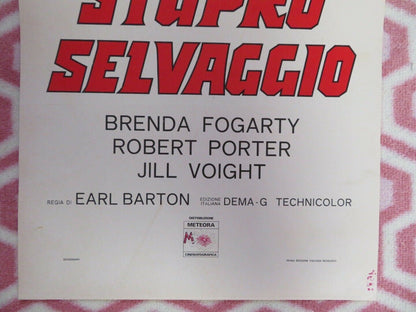 STUPRO
SELVAGGIO
BRENDA FOGARTY
ROBERT PORTER
JILL VOIGHT
REGIA DI EARL BARTON EDIZIONE ITALIANA DEMA-G TECHNICOLOR
DISTRIBUZIONE
METEORA
CINEMATOGRAFICA